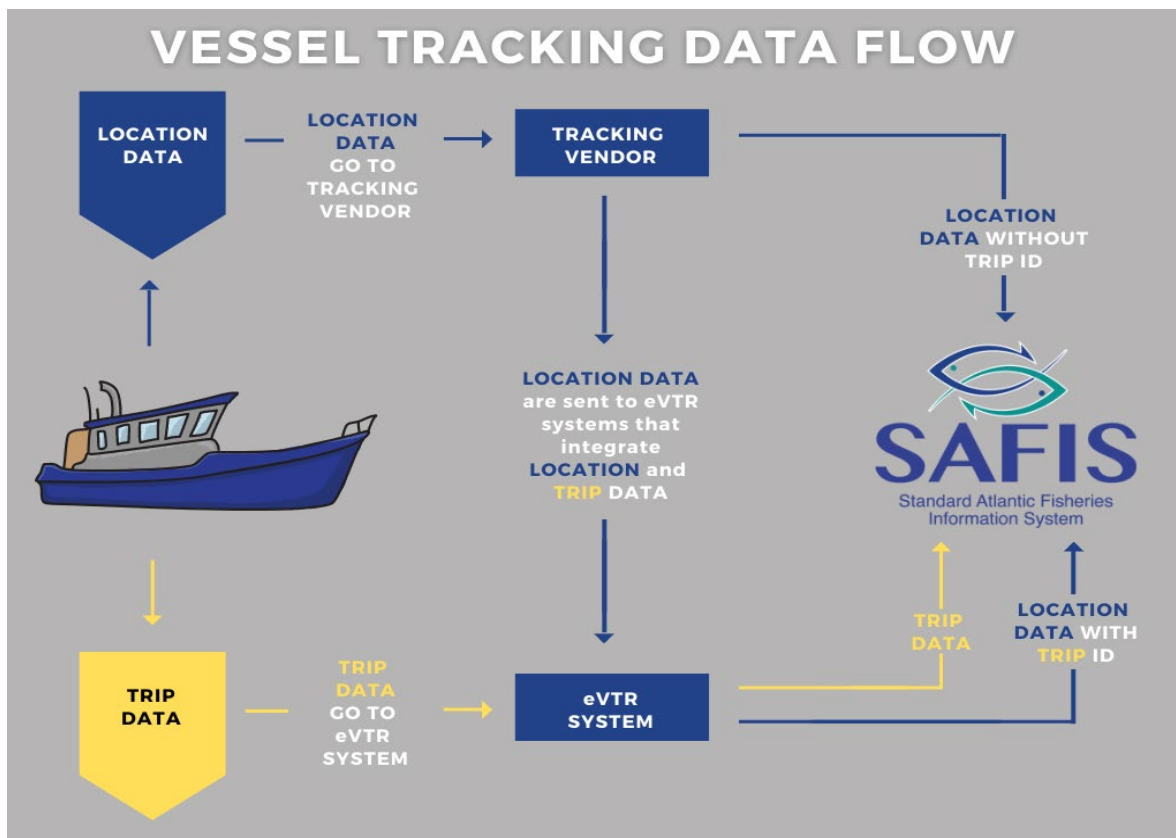 VESSEL TRACKING DATA FLOW
LOCATION
DATA
LOCATION
DATA
GO TO
TRACKING
VENDOR
TRACKING
VENDOR
LOCATION
DATA WITHOUT
TRIP ID
LOCATION DATA
are sent to eVTR
systems that
integrate
LOCATION and
TRIP DATA
SAFIS
Standard Atlantic Fisheries
Information System
TRIP
DATA
TRIP
DATA
GO TO
eVTR
SYSTEM
eVTR
SYSTEM
TRIP
DATA
LOCATION
DATA WITH
TRIP ID